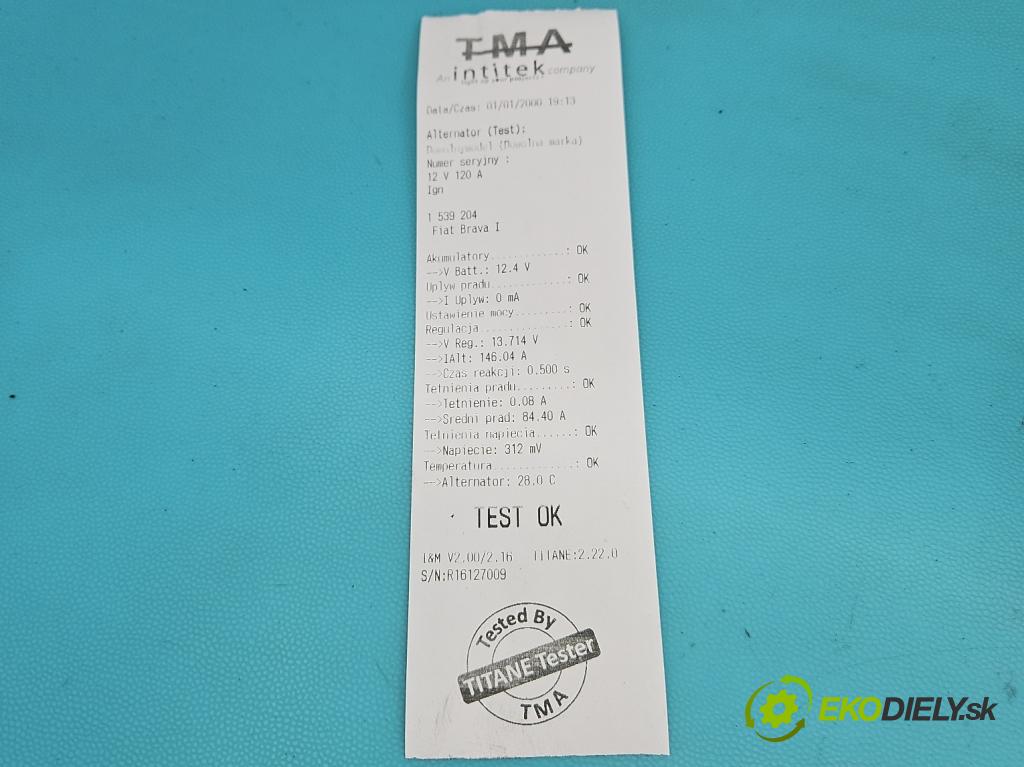 TMA
An intitek company
Data/Czas: 01/01/2000 19:13
Alternator (Test):
Dowolnymodel (Dowolna marka)
Numer seryjny :
12 V 120 A
Ign
1 539 204
Fiat Brava I
Akumulatory............: OK
-->V Batt.: 12.4 V
Uplyw pradu............: OK
-->I Uplyw: 0 mA
Ustawienie mocy........: OK
Regulacja..............: OK
-->V Reg.: 13.714 V
-->IAlt: 146.04 A
-->Czas reakcji: 0.500 s
Tetnienia pradu.........: OK
-->Tetnienie: 0.08 A
-->Sredni prad: 84.40 A
Tetnienia napiecia......: OK
-->Napiecie: 312 mV
Temperatura.............: OK
-->Alternator: 28.0 C
TEST OK
I&M V2.00/2.16 TITANE:2.22.0
S/N:R16127009
Tested By
TITANE Tester
TMA
EKODIELY.sk